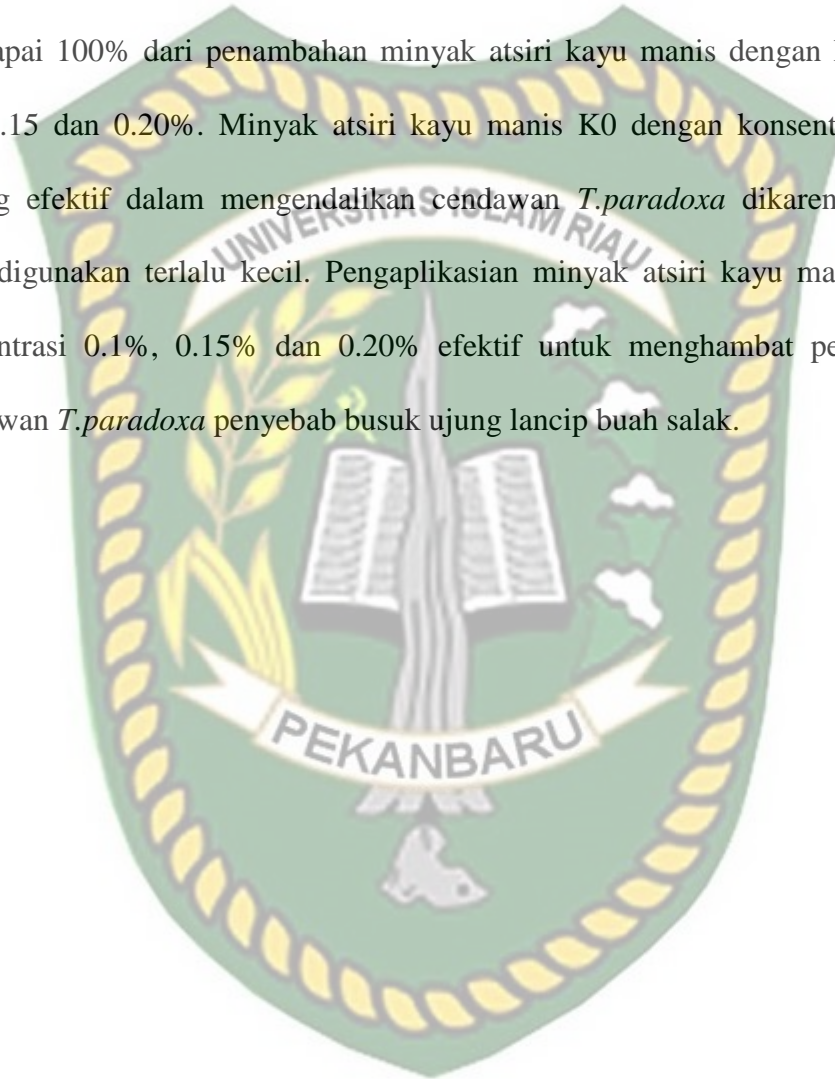 apai 100% dari penambahan minyak atsiri kayu manis dengan
.15 dan 0.20%. Minyak atsiri kayu manis K0 dengan konsent
g efektif dalam mengendalikan cendawan T.paradoxa dikaren
digunakan terlalu kecil. Pengaplikasian minyak atsiri kayu ma
ntrasi 0.1%, 0.15% dan 0.20% efektif untuk menghambat pe
wan T.paradoxa penyebab busuk ujung lancip buah salak.
UNIVERSITAS ISLAM RIAU
PEKANBARU